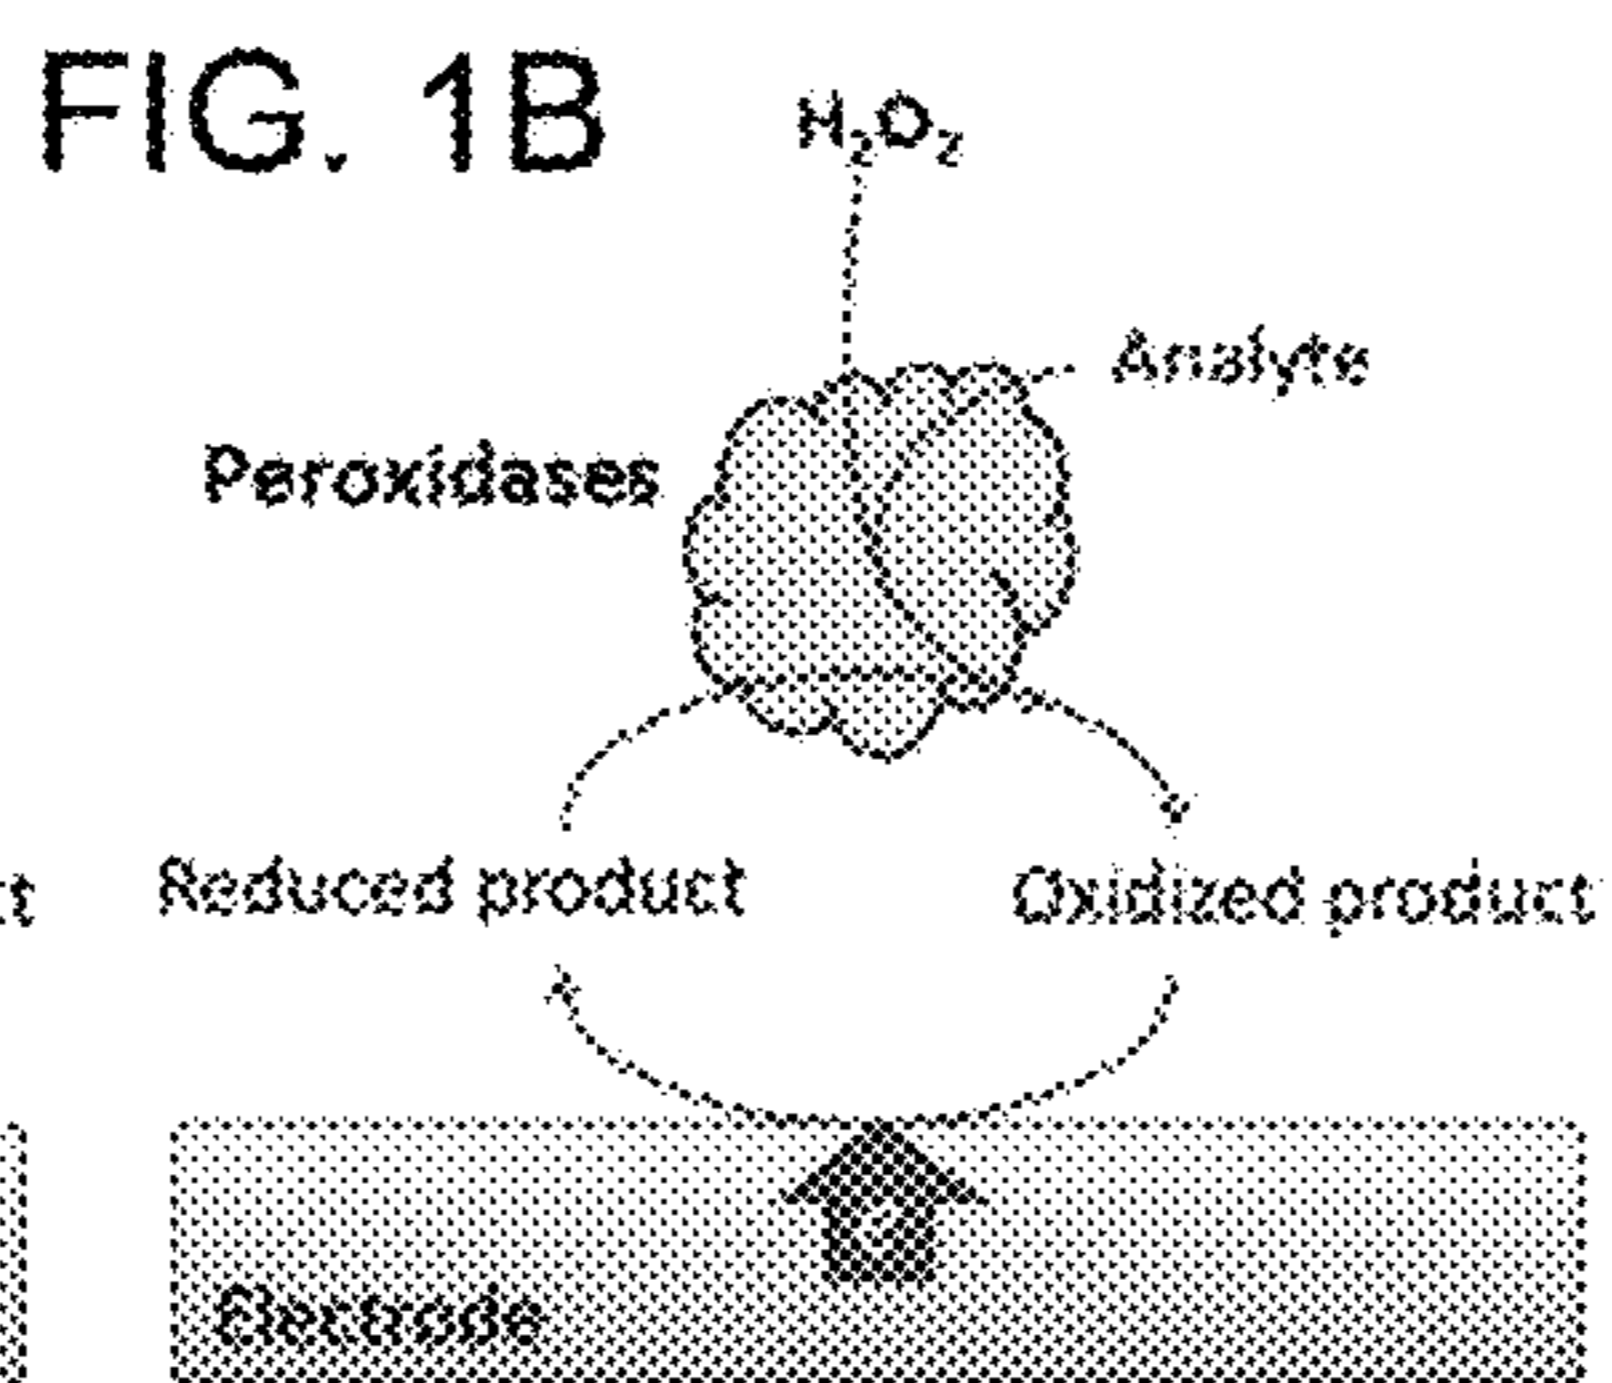 FIG. 1B
H₂O₂
Analyte
Peroxidases
Reduced product
Oxidized product
Electrode